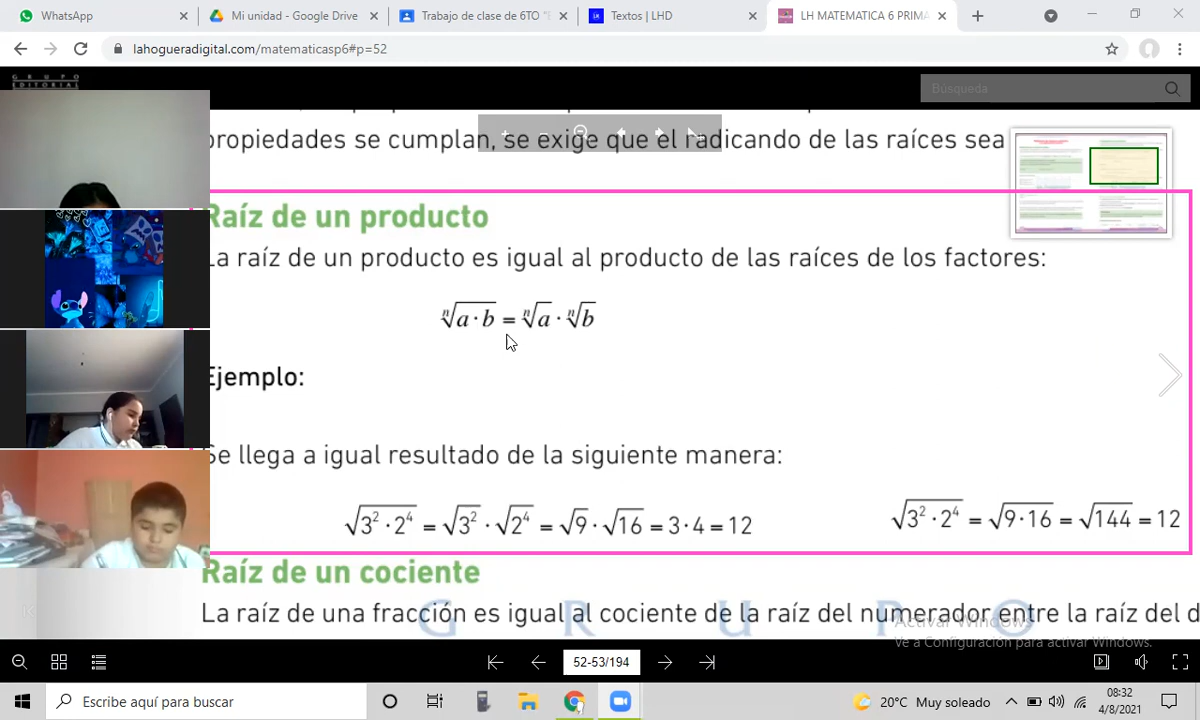 WhatsApp
Mi unidad - Google Drive
Trabajo de clase de 6TO "
Textos | LHD
LH MATEMATICA 6 PRIMA
lahogueradigital.com/matematicasp6#p=52
GRUPO
EDITORIAL
Búsqueda
propiedades se cumplan, se exige que el radicando de las raíces sea
Raíz de un producto
La raíz de un producto es igual al producto de las raíces de los factores:
ⁿ√(a · b) = ⁿ√a · ⁿ√b
Ejemplo:
Se llega a igual resultado de la siguiente manera:
√(3² · 2⁴) = √3² · √2⁴ = √9 · √16 = 3 · 4 = 12
√(3² · 2⁴) = √(9 · 16) = √144 = 12
Raíz de un cociente
La raíz de una fracción es igual al cociente de la raíz del numerador entre la raíz del d
GRUPO
Activar Windows
Ve a Configuración para activar Windows.
52-53/194
Escribe aquí para buscar
20°C Muy soleado
08:32
4/8/2021